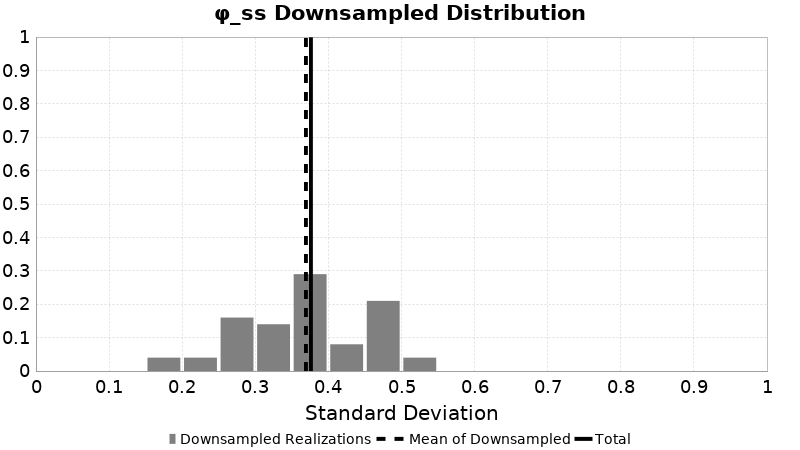 φ_ss Downsampled Distribution
1
0.9
0.8
0.7
0.6
0.5
0.4
0.3
0.2
0.1
0
0 0.1 0.2 0.3 0.4 0.5 0.6 0.7 0.8 0.9 1
Standard Deviation
Downsampled Realizations Mean of Downsampled Total